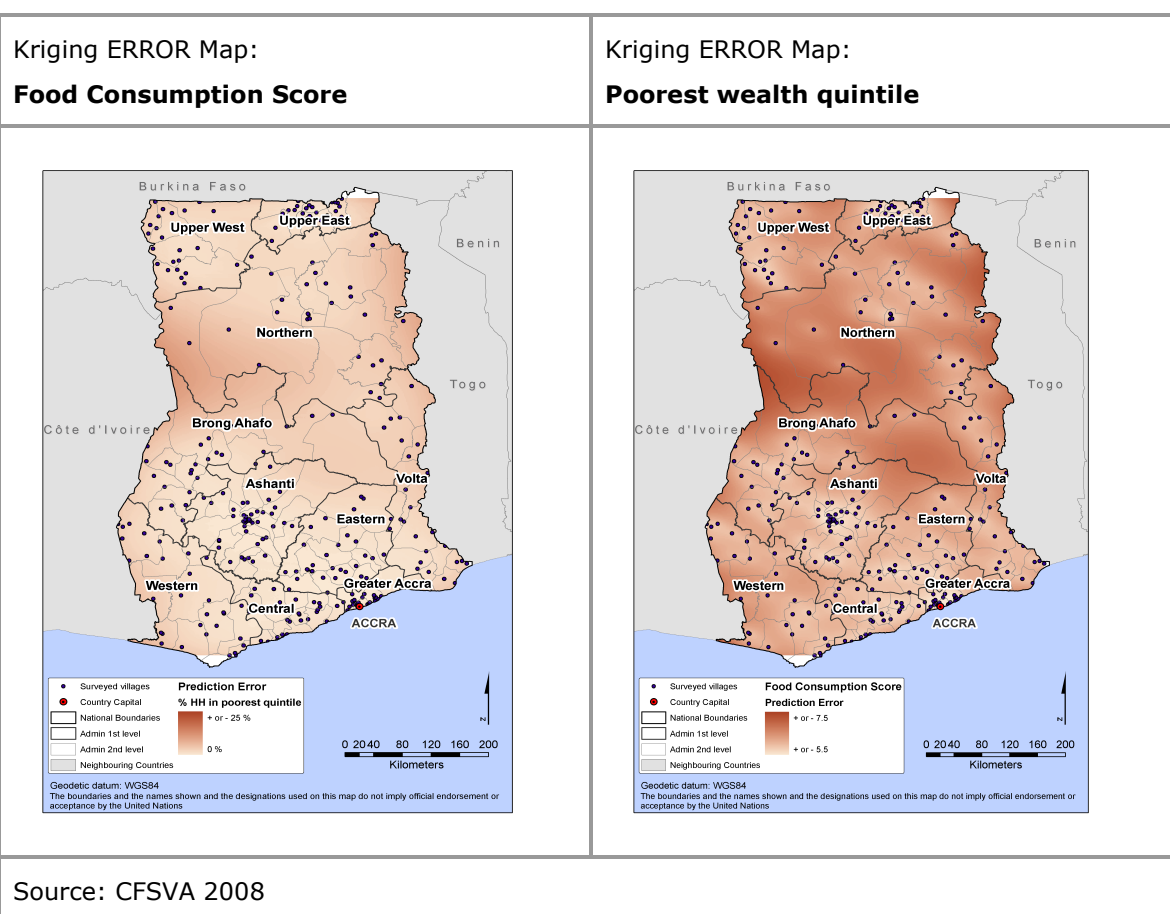 Kriging ERROR Map:
Food Consumption Score
Kriging ERROR Map:
Poorest wealth quintile
Burkina Faso
Upper West
Upper East
Benin
Northern
Togo
Brong Ahafo
Côte d'Ivoire
Ashanti
Volta
Eastern
Western
Greater Accra
Central
ACCRA
Surveyed villages
Country Capital
National Boundaries
Admin 1st level
Admin 2nd level
Neighbouring Countries
Prediction Error
% HH in poorest quintile
+ or - 25 %
0 %
N
0 20 40 80 120 160 200
Kilometers
Geodetic datum: WGS84
The boundaries and the names shown and the designations used on this map do not imply official endorsement or
acceptance by the United Nations
Burkina Faso
Upper West
Upper East
Benin
Northern
Togo
Brong Ahafo
Côte d'Ivoire
Ashanti
Volta
Eastern
Western
Greater Accra
Central
ACCRA
Surveyed villages
Country Capital
National Boundaries
Admin 1st level
Admin 2nd level
Neighbouring Countries
Food Consumption Score
Prediction Error
+ or - 7.5
+ or - 5.5
N
0 20 40 80 120 160 200
Kilometers
Geodetic datum: WGS84
The boundaries and the names shown and the designations used on this map do not imply official endorsement or
acceptance by the United Nations
Source: CFSVA 2008